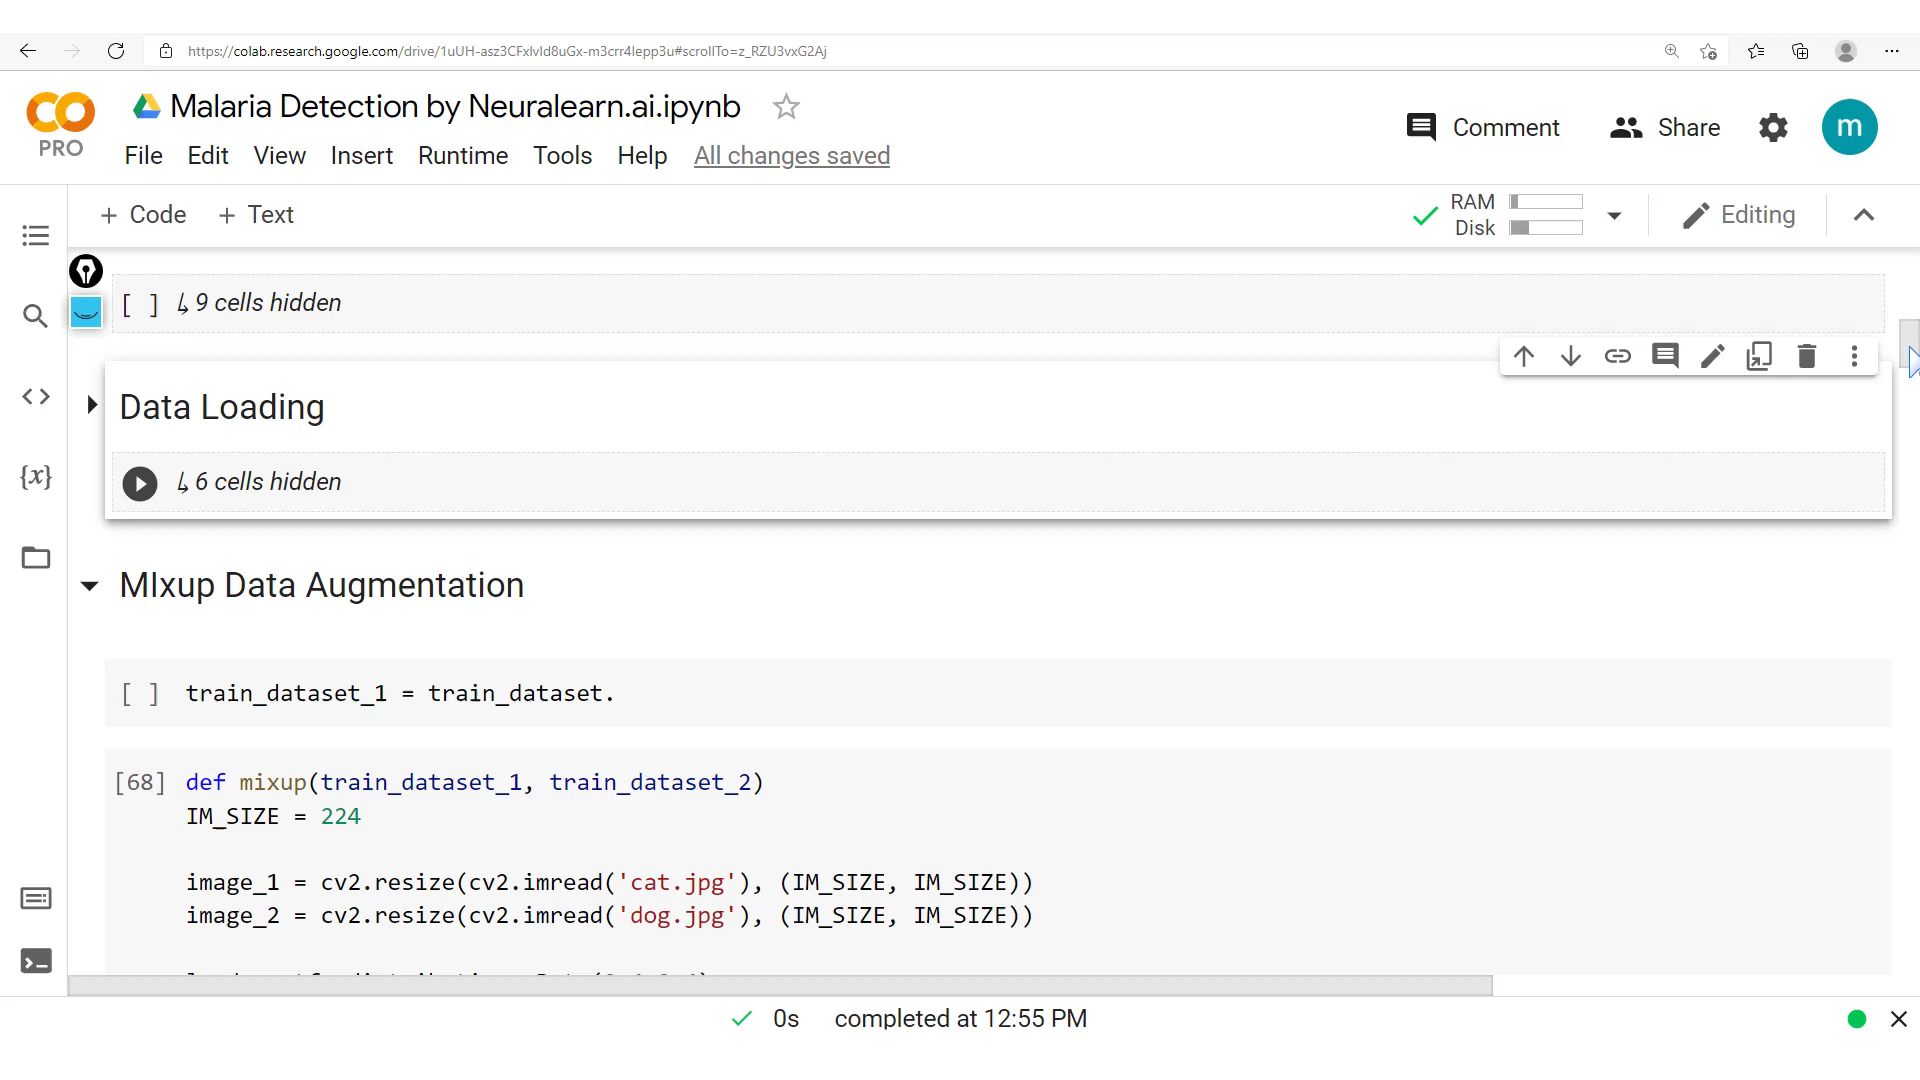 https://colab.research.google.com/drive/1uUH-asz3CFxlvId8uGx-m3crr4Iepp3u#scrollTo=z_RZU3vxG2Aj
CO
PRO
Malaria Detection by Neuralearn.ai.ipynb
Comment
Share
m
File Edit View Insert Runtime Tools Help All changes saved
+ Code + Text
RAM
Disk
Editing
[ ] ↳ 9 cells hidden
Data Loading
↳ 6 cells hidden
{x}
MIxup Data Augmentation
[ ] train_dataset_1 = train_dataset.
[68] def mixup(train_dataset_1, train_dataset_2)
IM_SIZE = 224
image_1 = cv2.resize(cv2.imread('cat.jpg'), (IM_SIZE, IM_SIZE))
image_2 = cv2.resize(cv2.imread('dog.jpg'), (IM_SIZE, IM_SIZE))
0s completed at 12:55 PM